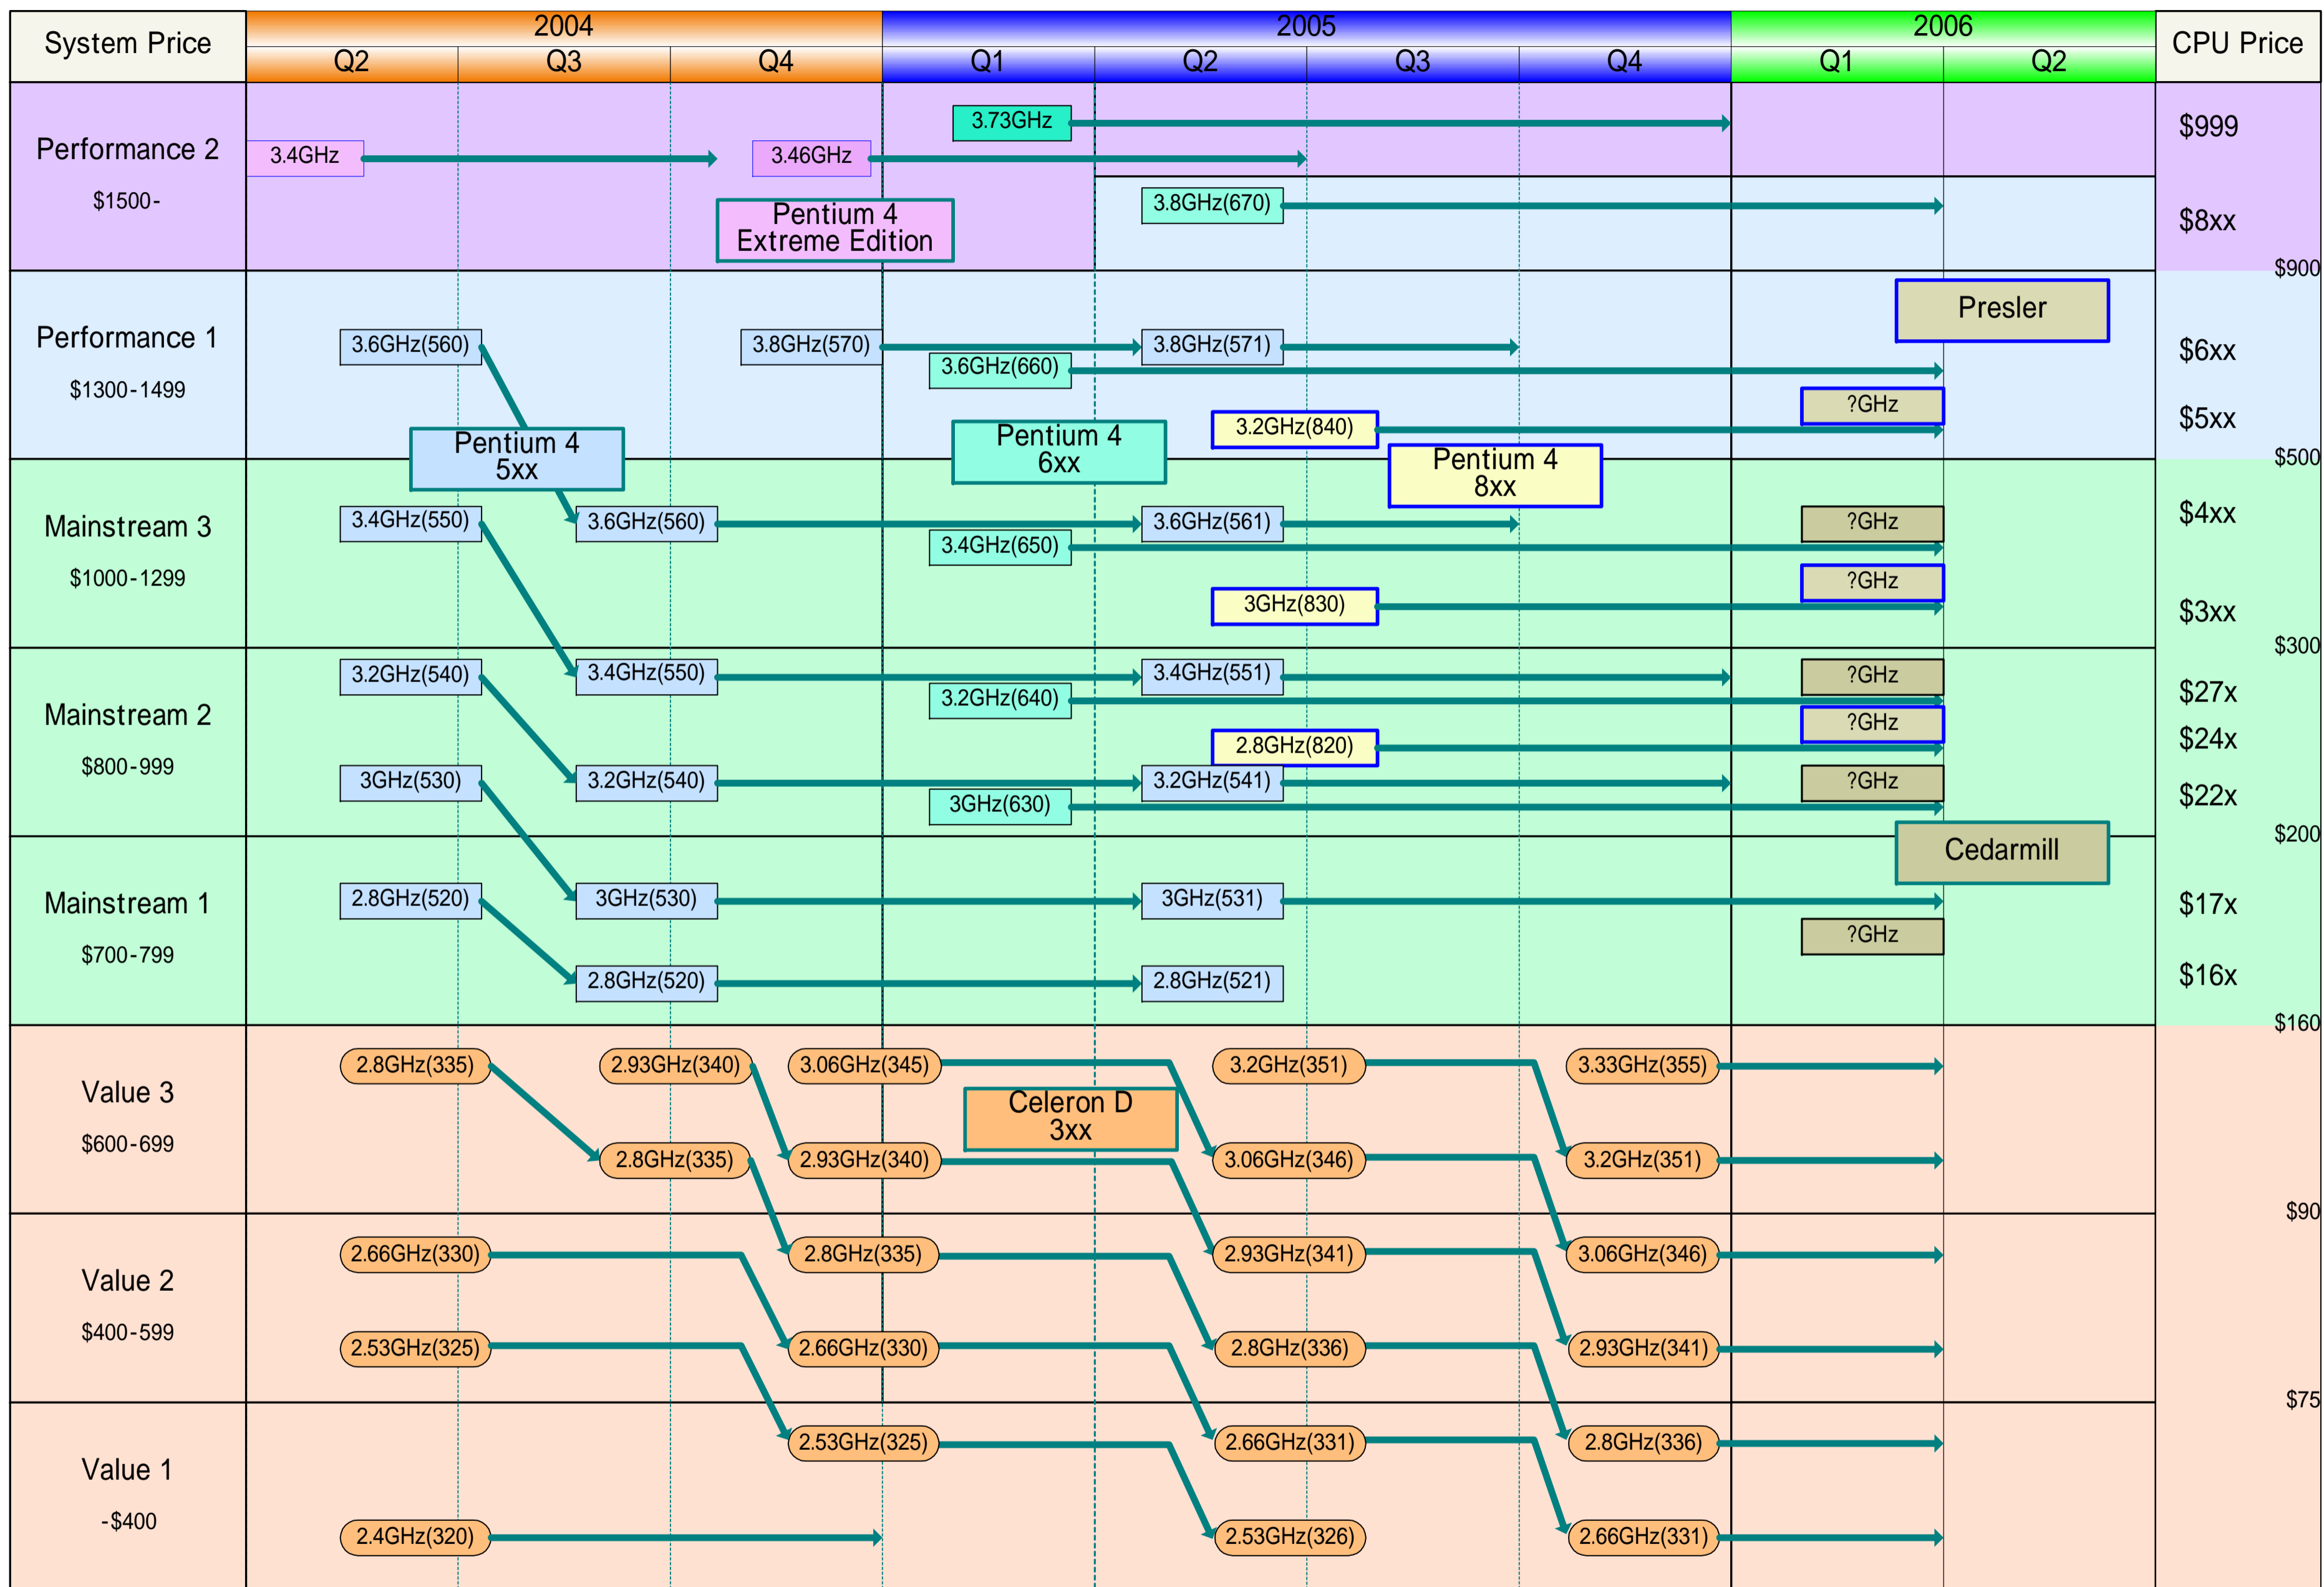 System Price
2004
2005
2006
CPU Price
Q2
Q3
Q4
Q1
Q2
Q3
Q4
Q1
Q2
Performance 2
$1500-
3.73GHz
$999
3.4GHz
3.46GHz
3.8GHz(670)
$8xx
Pentium 4
Extreme Edition
$900
Performance 1
$1300-1499
Presler
3.6GHz(560)
3.8GHz(570)
3.8GHz(571)
$6xx
3.6GHz(660)
?GHz
3.2GHz(840)
$5xx
Pentium 4
5xx
Pentium 4
6xx
Pentium 4
8xx
$500
Mainstream 3
$1000-1299
3.4GHz(550)
3.6GHz(560)
3.6GHz(561)
?GHz
$4xx
3.4GHz(650)
?GHz
3GHz(830)
$3xx
$300
Mainstream 2
$800-999
3.2GHz(540)
3.4GHz(550)
3.4GHz(551)
?GHz
$27x
3.2GHz(640)
?GHz
2.8GHz(820)
$24x
3GHz(530)
3.2GHz(540)
3.2GHz(541)
?GHz
$22x
3GHz(630)
$200
Cedarmill
Mainstream 1
$700-799
2.8GHz(520)
3GHz(530)
3GHz(531)
$17x
?GHz
2.8GHz(520)
2.8GHz(521)
$16x
$160
Value 3
$600-699
2.8GHz(335)
2.93GHz(340)
3.06GHz(345)
3.2GHz(351)
3.33GHz(355)
Celeron D
3xx
2.8GHz(335)
2.93GHz(340)
3.06GHz(346)
3.2GHz(351)
$90
Value 2
$400-599
2.66GHz(330)
2.8GHz(335)
2.93GHz(341)
3.06GHz(346)
2.53GHz(325)
2.66GHz(330)
2.8GHz(336)
2.93GHz(341)
$75
Value 1
-$400
2.53GHz(325)
2.66GHz(331)
2.8GHz(336)
2.4GHz(320)
2.53GHz(326)
2.66GHz(331)